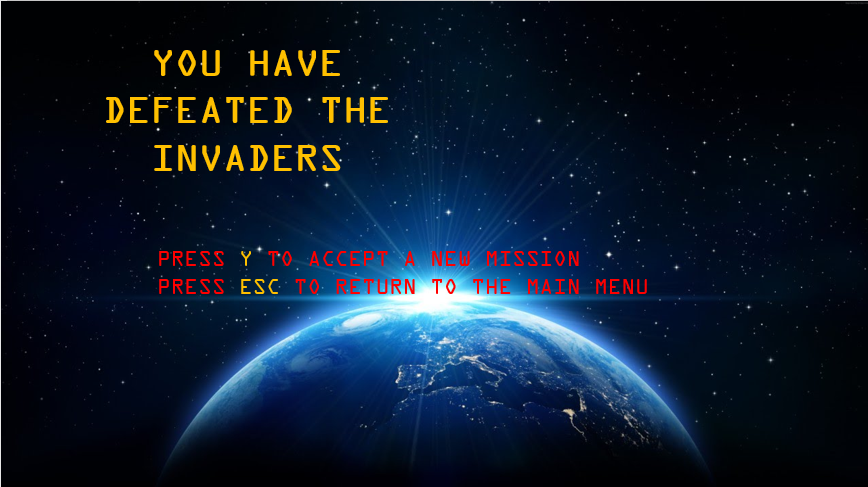 YOU HAVE
DEFEATED THE
INVADERS
PRESS Y TO ACCEPT A NEW MISSION
PRESS ESC TO RETURN TO THE MAIN MENU